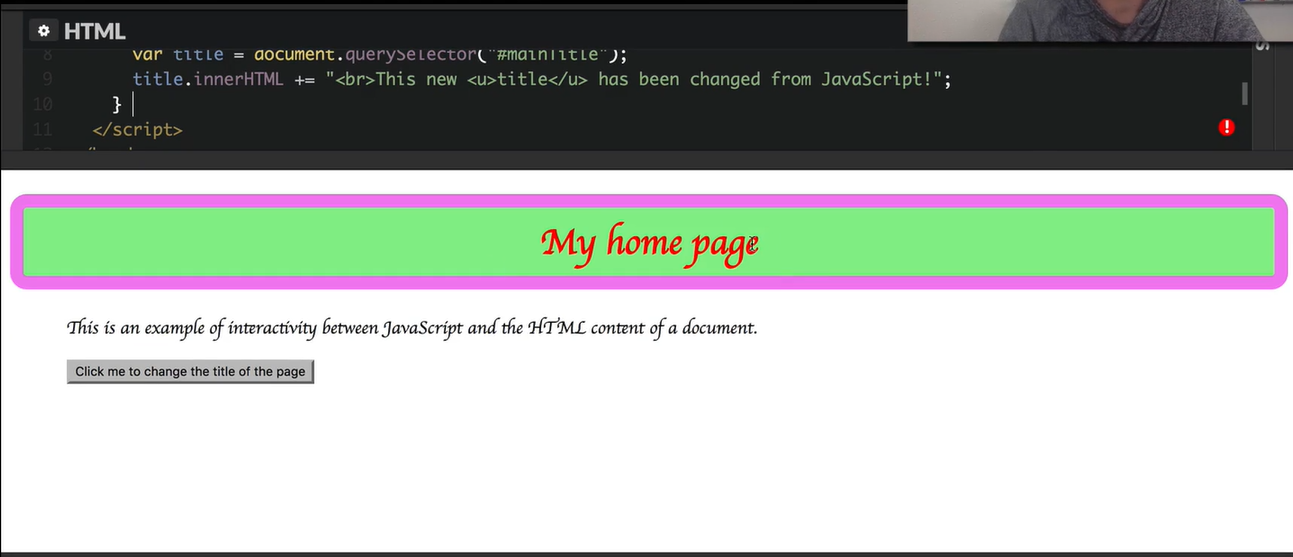 HTML
8 var title = document.querySelector("#mainTitle");
9 title.innerHTML += "<br>This new <u>title</u> has been changed from JavaScript!";
10 }
11 </script>
My home page
This is an example of interactivity between JavaScript and the HTML content of a document.
Click me to change the title of the page